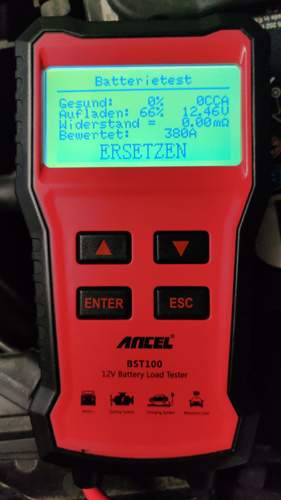 Batterietest
Gesund: 0% 0CCA
Aufladen: 66% 12.46V
Widerstand = 0.00mΩ
Bewertet: 380A
ERSETZEN
ENTER ESC
ANCEL®
BST100
12V Battery Load Tester